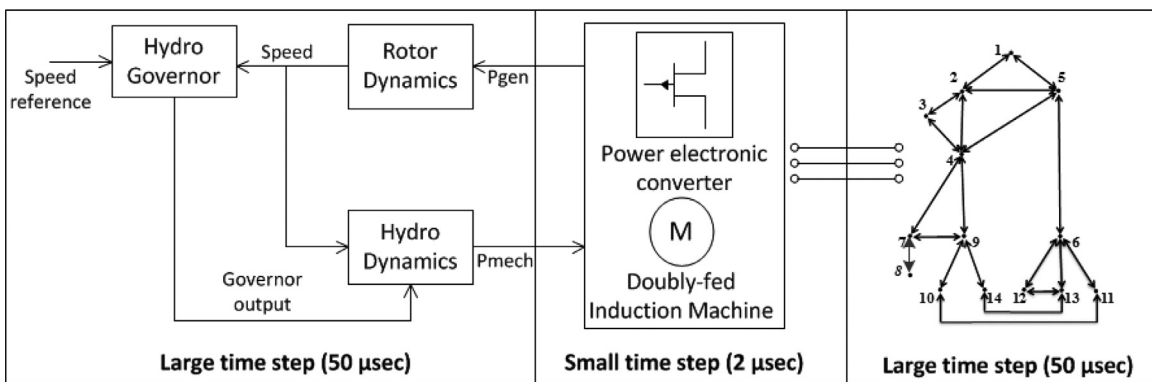 Hydro
Governor
Speed
reference
Speed
Rotor
Dynamics
Pgen
Hydro
Dynamics
Pmech
Governor
output
Large time step (50 µsec)
Power electronic
converter
M
Doubly-fed
Induction Machine
Small time step (2 µsec)
1
2
5
3
4
7
9
6
8
10
14
12
13
11
Large time step (50 µsec)